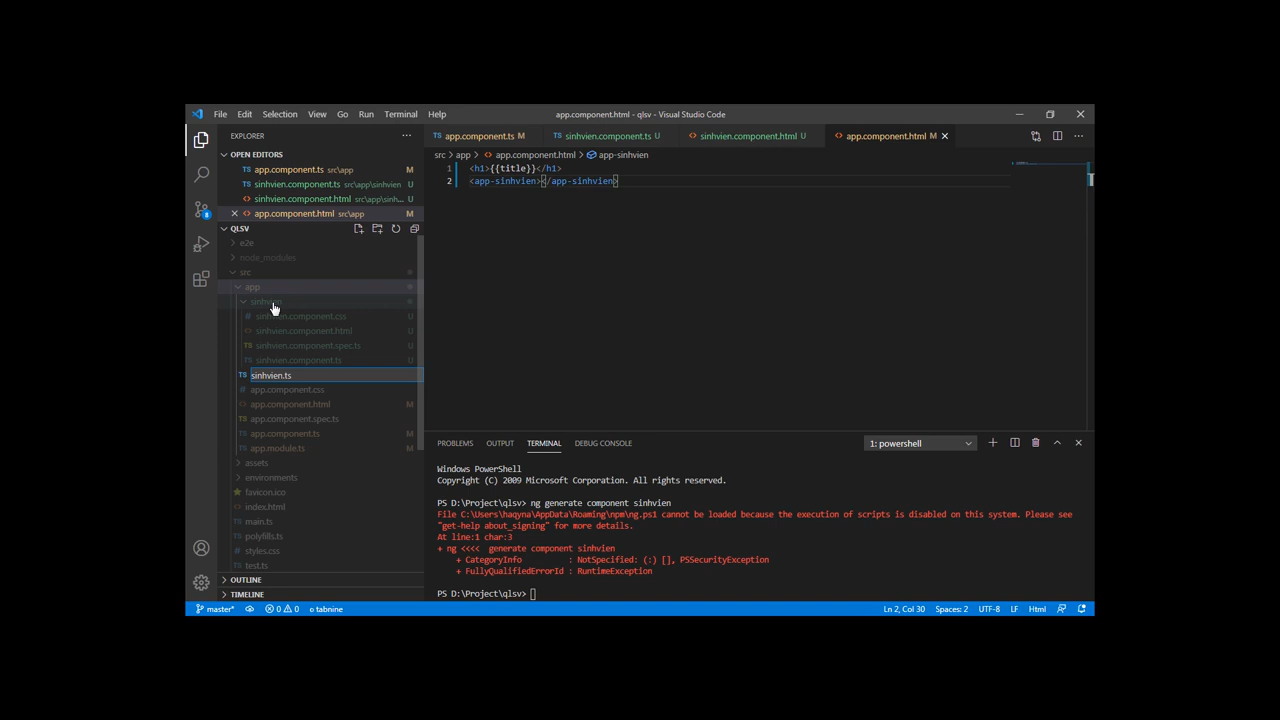 File Edit Selection View Go Run Terminal Help
app.component.html - qlsv - Visual Studio Code
EXPLORER
OPEN EDITORS
TS app.component.ts src\app M
TS sinhvien.component.ts src\app\sinhvien U
<> sinhvien.component.html src\app\sinh... U
<> app.component.html src\app M
QLSV
e2e
node_modules
src
app
sinhvien
# sinhvien.component.css U
<> sinhvien.component.html U
TS sinhvien.component.spec.ts U
TS sinhvien.component.ts U
TS sinhvien.ts
# app.component.css
<> app.component.html M
TS app.component.spec.ts
TS app.component.ts M
TS app.module.ts M
assets
environments
favicon.ico
<> index.html
TS main.ts
TS polyfills.ts
# styles.css
TS test.ts
OUTLINE
TIMELINE
8
TS app.component.ts M
TS sinhvien.component.ts U
<> sinhvien.component.html U
<> app.component.html M
src > app > <> app.component.html > app-sinhvien
1 <h1>{{title}}</h1>
2 <app-sinhvien></app-sinhvien>
PROBLEMS OUTPUT TERMINAL DEBUG CONSOLE
1: powershell
Windows PowerShell
Copyright (C) 2009 Microsoft Corporation. All rights reserved.
PS D:\Project\qlsv> ng generate component sinhvien
File C:\Users\haqyna\AppData\Roaming\npm\ng.ps1 cannot be loaded because the execution of scripts is disabled on this system. Please see
"get-help about_signing" for more details.
At line:1 char:3
+ ng <<<<  generate component sinhvien
+ CategoryInfo : NotSpecified: (:) [], PSSecurityException
+ FullyQualifiedErrorId : RuntimeException
PS D:\Project\qlsv>
master* 0 0 tabnine
Ln 2, Col 30 Spaces: 2 UTF-8 LF Html